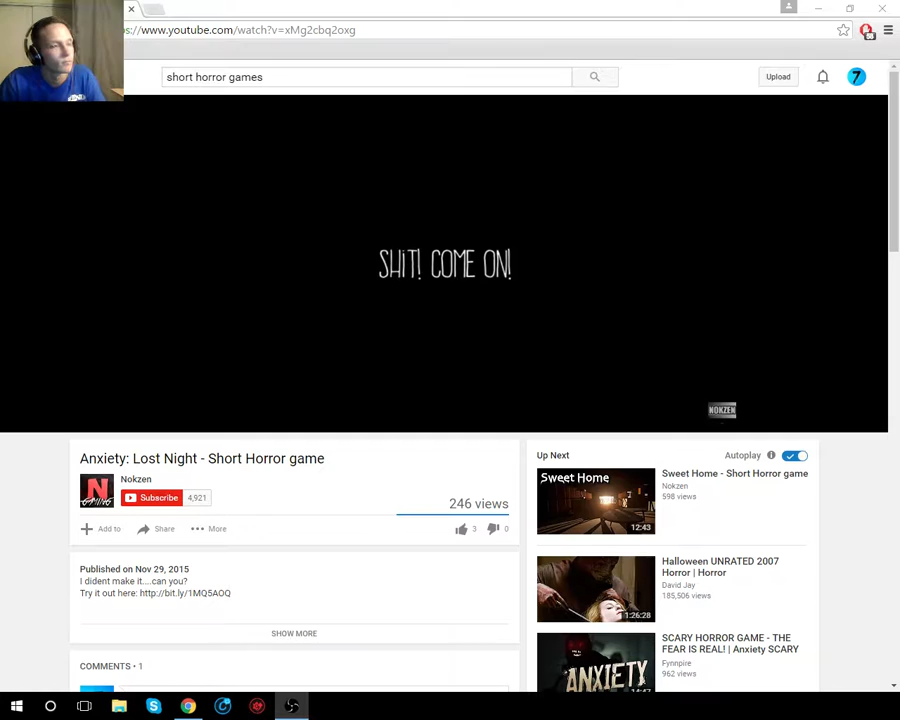 s://www.youtube.com/watch?v=xMg2cbq2oxg
short horror games
Upload
7
SHIT! COME ON!
NOKZEN
Anxiety: Lost Night - Short Horror game
Nokzen
Subscribe 4,921
246 views
Add to Share More 3 0
Published on Nov 29, 2015
I dident make it....can you?
Try it out here: http://bit.ly/1MQ5AOQ
SHOW MORE
COMMENTS • 1
Up Next Autoplay
Sweet Home
12:43
Sweet Home - Short Horror game
Nokzen
598 views
1:26:28
Halloween UNRATED 2007
Horror | Horror
David Jay
185,506 views
ANXIETY
SCARY HORROR GAME - THE
FEAR IS REAL! | Anxiety SCARY
Fynnpire
962 views